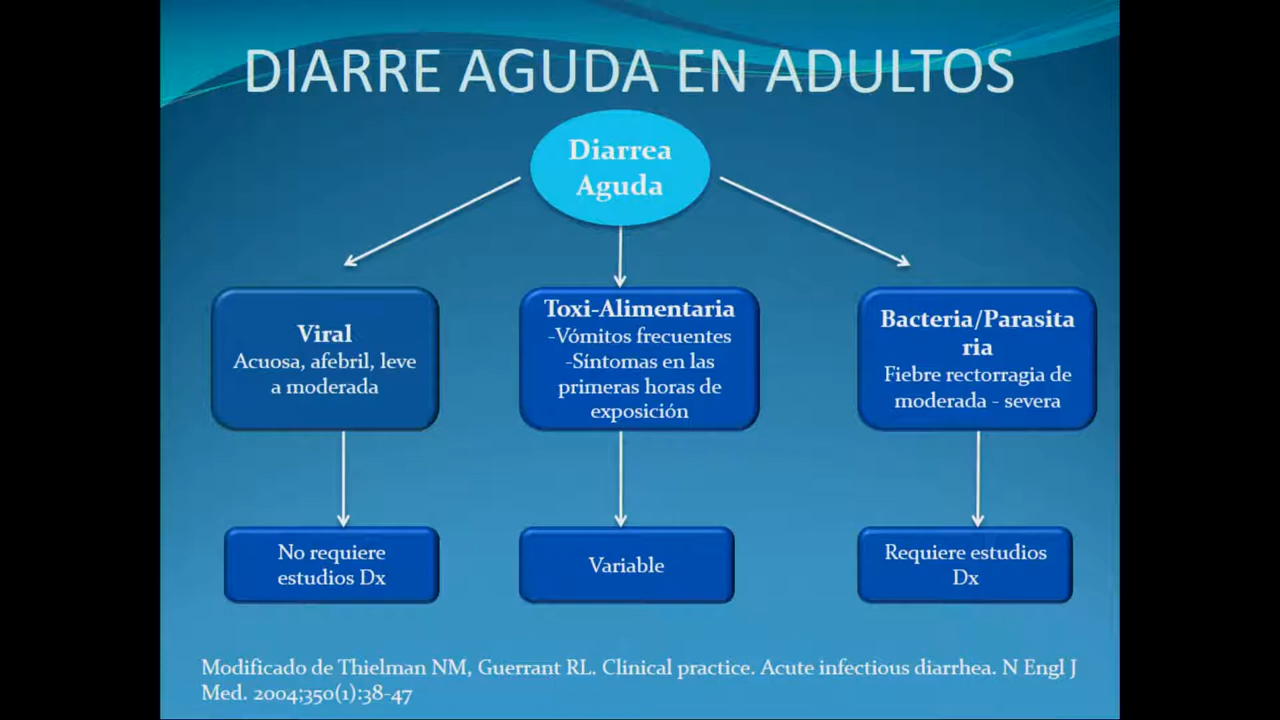 DIARRE AGUDA EN ADULTOS
Diarrea
Aguda
Viral
Acuosa, afebril, leve
a moderada
Toxi-Alimentaria
-Vómitos frecuentes
-Síntomas en las
primeras horas de
exposición
Bacteria/Parasita
ria
Fiebre rectorragia de
moderada - severa
No requiere
estudios Dx
Variable
Requiere estudios
Dx
Modificado de Thielman NM, Guerrant RL. Clinical practice. Acute infectious diarrhea. N Engl J
Med. 2004;350(1):38-47